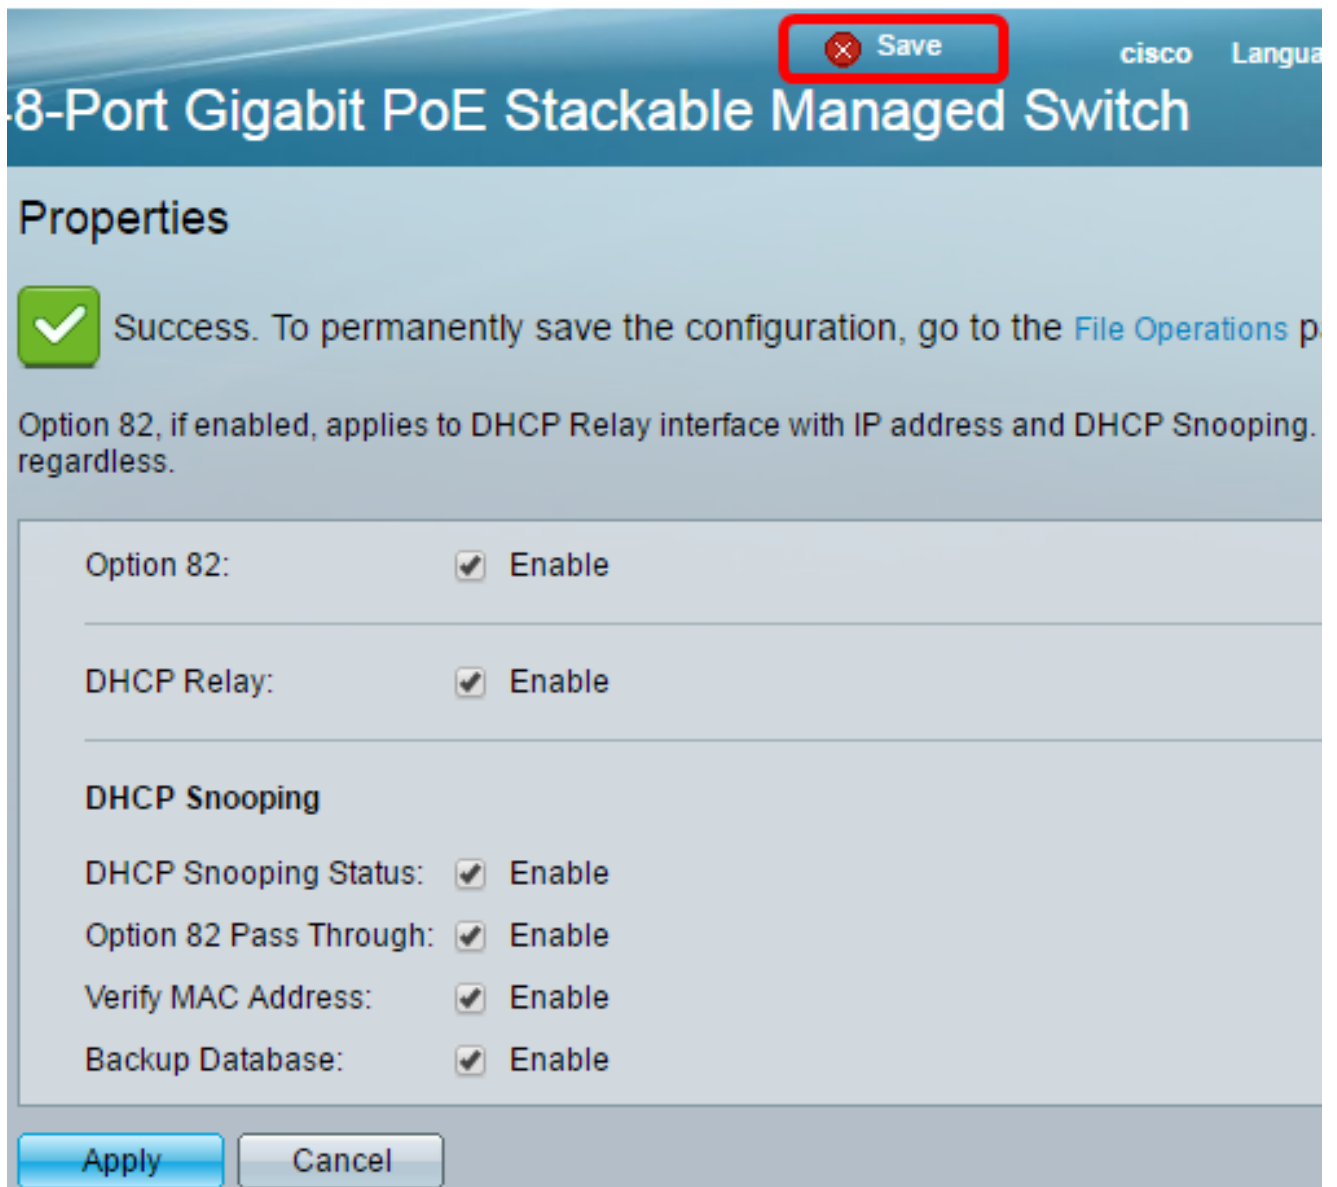 Save
cisco
-8-Port Gigabit PoE Stackable Managed Switch
Properties
Success. To permanently save the configuration, go to the File Operations
Option 82, if enabled, applies to DHCP Relay interface with IP address and DHCP Snooping.
regardless.
Option 82: Enable
DHCP Relay: Enable
DHCP Snooping
DHCP Snooping Status: Enable
Option 82 Pass Through: Enable
Verify MAC Address: Enable
Backup Database: Enable
Apply Cancel